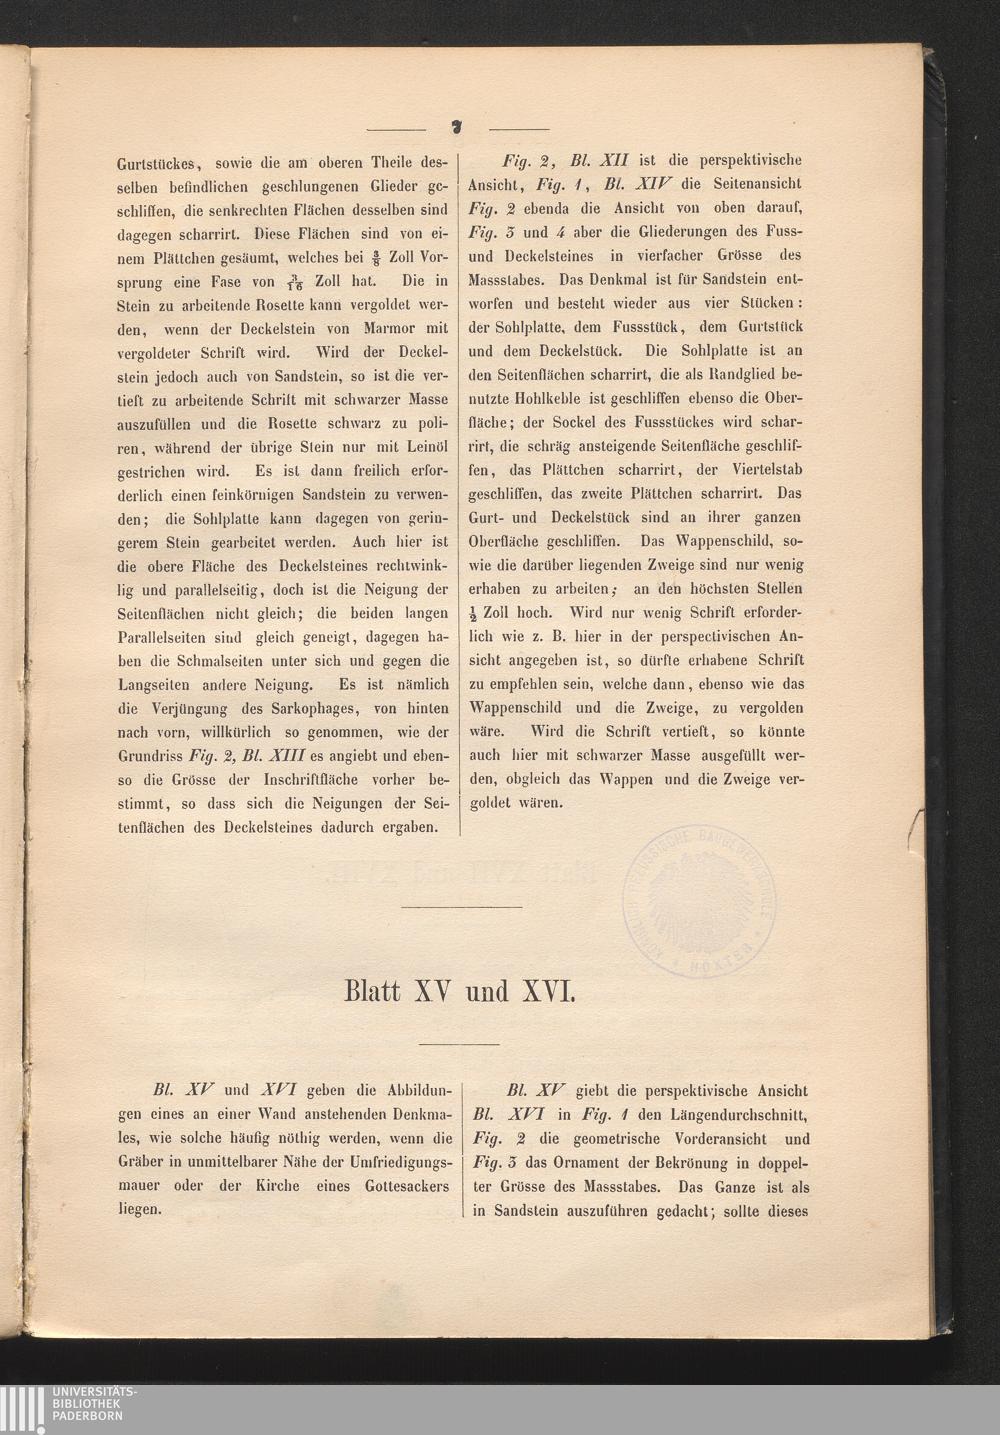 7
Gurtstückes, sowie die am oberen Theile des-
selben befindlichen geschlungenen Glieder ge-
schliffen, die senkrechten Flächen desselben sind
dagegen scharrirt. Diese Flächen sind von ei-
nem Plättchen gesäumt, welches bei ⅜ Zoll Vor-
sprung eine Fase von 3/16 Zoll hat. Die in
Stein zu arbeitende Rosette kann vergoldet wer-
den, wenn der Deckelstein von Marmor mit
vergoldeter Schrift wird. Wird der Deckel-
stein jedoch auch von Sandstein, so ist die ver-
tieft zu arbeitende Schrift mit schwarzer Masse
auszufüllen und die Rosette schwarz zu poli-
ren, während der übrige Stein nur mit Leinöl
gestrichen wird. Es ist dann freilich erfor-
derlich einen feinkörnigen Sandstein zu verwen-
den; die Sohlplatte kann dagegen von gerin-
gerem Stein gearbeitet werden. Auch hier ist
die obere Fläche des Deckelsteines rechtwink-
lig und parallelseitig, doch ist die Neigung der
Seitenflächen nicht gleich; die beiden langen
Parallelseiten sind gleich geneigt, dagegen ha-
ben die Schmalseiten unter sich und gegen die
Langseiten andere Neigung. Es ist nämlich
die Verjüngung des Sarkophages, von hinten
nach vorn, willkürlich so genommen, wie der
Grundriss Fig. 2, Bl. XIII es angiebt und eben-
so die Grösse der Inschriftfläche vorher be-
stimmt, so dass sich die Neigungen der Sei-
tenflächen des Deckelsteines dadurch ergaben.
Fig. 2, Bl. XII ist die perspektivische
Ansicht, Fig. 1, Bl. XIV die Seitenansicht
Fig. 2 ebenda die Ansicht von oben darauf,
Fig. 3 und 4 aber die Gliederungen des Fuss-
und Deckelsteines in vierfacher Grösse des
Massstabes. Das Denkmal ist für Sandstein ent-
worfen und besteht wieder aus vier Stücken:
der Sohlplatte, dem Fussstück, dem Gurtstück
und dem Deckelstück. Die Sohlplatte ist an
den Seitenflächen scharrirt, die als Randglied be-
nutzte Hohlkehle ist geschliffen ebenso die Ober-
fläche; der Sockel des Fussstückes wird schar-
rirt, die schräg ansteigende Seitenfläche geschlif-
fen, das Plättchen scharrirt, der Viertelstab
geschliffen, das zweite Plättchen scharrirt. Das
Gurt- und Deckelstück sind an ihrer ganzen
Oberfläche geschliffen. Das Wappenschild, so-
wie die darüber liegenden Zweige sind nur wenig
erhaben zu arbeiten; an den höchsten Stellen
½ Zoll hoch. Wird nur wenig Schrift erforder-
lich wie z. B. hier in der perspectivischen An-
sicht angegeben ist, so dürfte erhabene Schrift
zu empfehlen sein, welche dann, ebenso wie das
Wappenschild und die Zweige, zu vergolden
wäre. Wird die Schrift vertieft, so könnte
auch hier mit schwarzer Masse ausgefüllt wer-
den, obgleich das Wappen und die Zweige ver-
goldet wären.
KÖNIGLICH PREUSSISCHE BAUGEWERKSCHULE * HÖXTER *
Blatt XV und XVI.
Bl. XV und XVI geben die Abbildun-
gen eines an einer Wand anstehenden Denkma-
les, wie solche häufig nöthig werden, wenn die
Gräber in unmittelbarer Nähe der Umfriedigungs-
mauer oder der Kirche eines Gottesackers
liegen.
Bl. XV giebt die perspektivische Ansicht
Bl. XVI in Fig. 1 den Längendurchschnitt,
Fig. 2 die geometrische Vorderansicht und
Fig. 3 das Ornament der Bekrönung in doppel-
ter Grösse des Massstabes. Das Ganze ist als
in Sandstein auszuführen gedacht; sollte dieses
UNIVERSITÄTS-
BIBLIOTHEK
PADERBORN